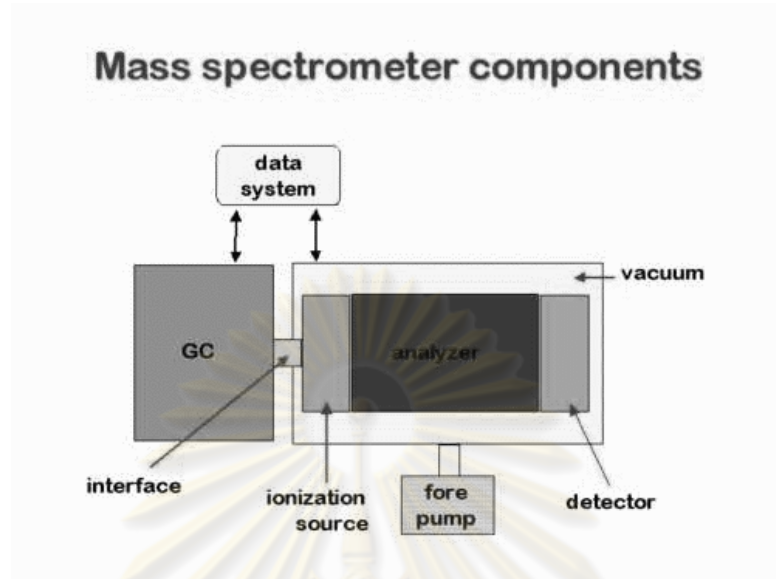 Mass spectrometer components
data
system
vacuum
GC
analyzer
interface
ionization
source
fore
pump
detector